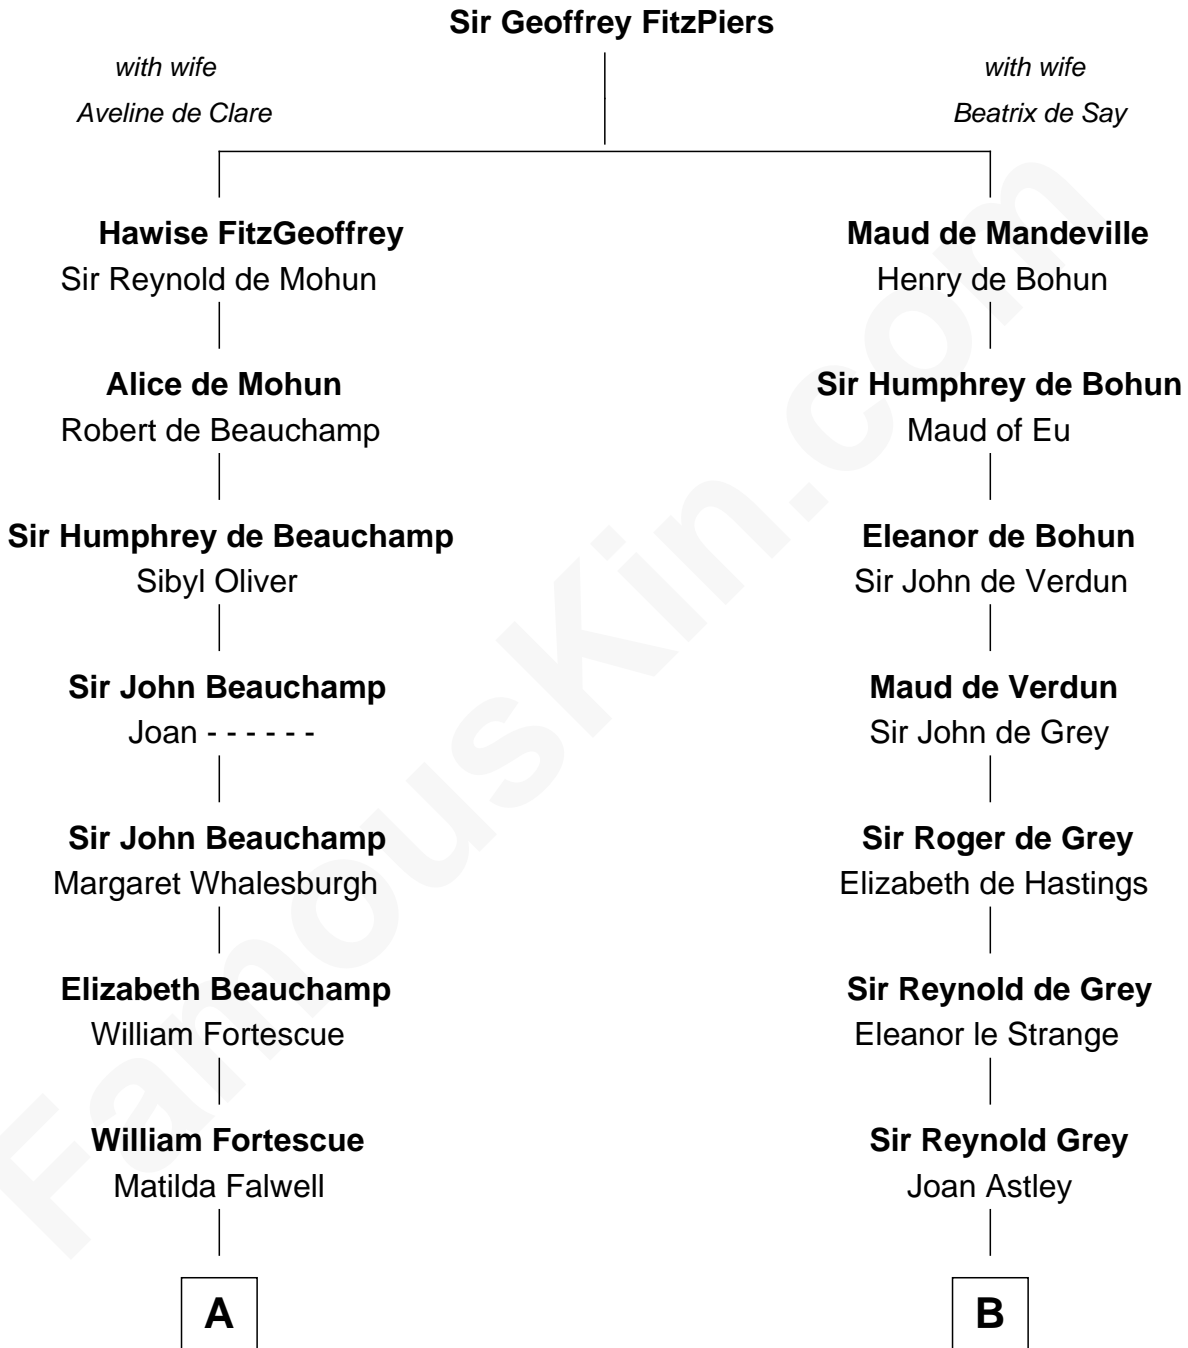 Sir Geoffrey FitzPiers
with wife
Aveline de Clare
with wife
Beatrix de Say
Hawise FitzGeoffrey
Sir Reynold de Mohun
Alice de Mohun
Robert de Beauchamp
Sir Humphrey de Beauchamp
Sibyl Oliver
Sir John Beauchamp
Joan - - - - - -
Sir John Beauchamp
Margaret Whalesburgh
Elizabeth Beauchamp
William Fortescue
William Fortescue
Matilda Falwell
A
Maud de Mandeville
Henry de Bohun
Sir Humphrey de Bohun
Maud of Eu
Eleanor de Bohun
Sir John de Verdun
Maud de Verdun
Sir John de Grey
Sir Roger de Grey
Elizabeth de Hastings
Sir Reynold de Grey
Eleanor le Strange
Sir Reynold Grey
Joan Astley
B
FamousKin.com